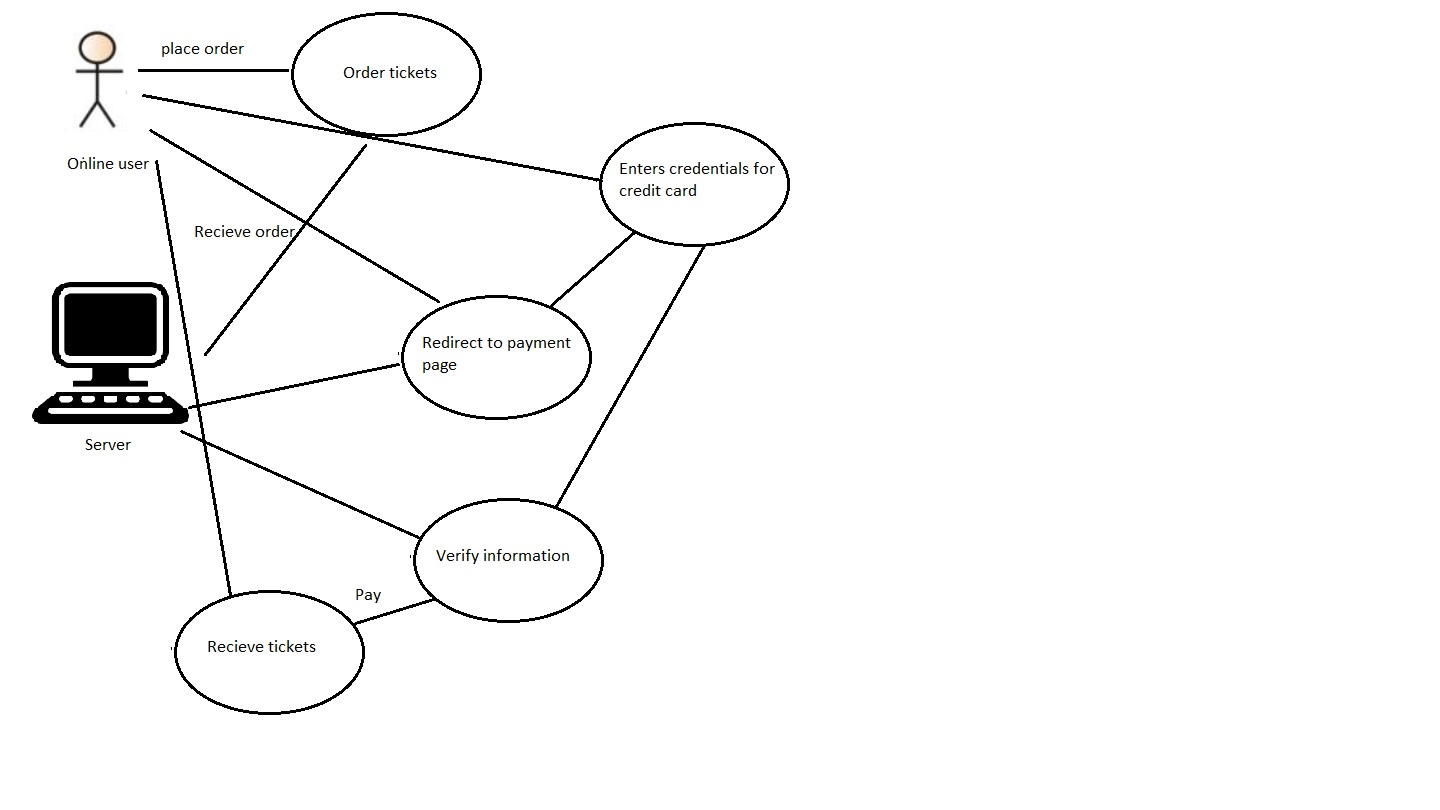 place order
Order tickets
Online user
Enters credentials for
credit card
Recieve order
Redirect to payment
page
Server
Verify information
Pay
Recieve tickets